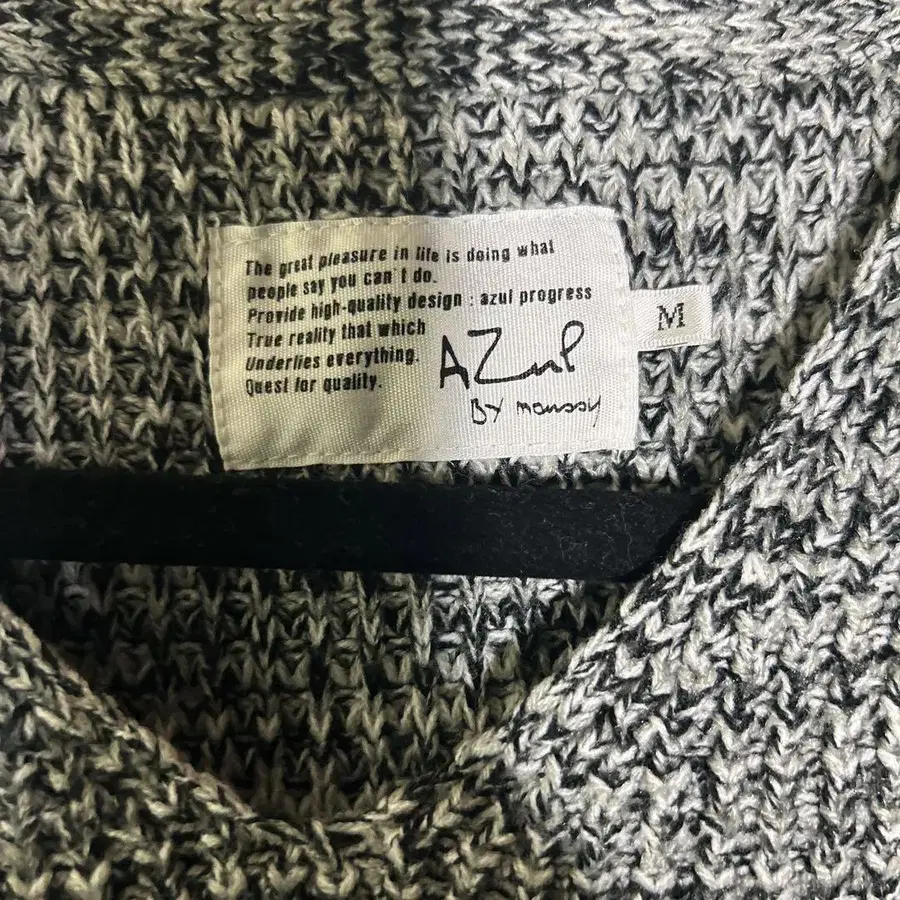 The great pleasure in life is doing what
people say you can't do.
Provide high-quality design : azul progress
True reality that which
Underlies everything.
Quest for quality.
AZUL
BY moussy
M